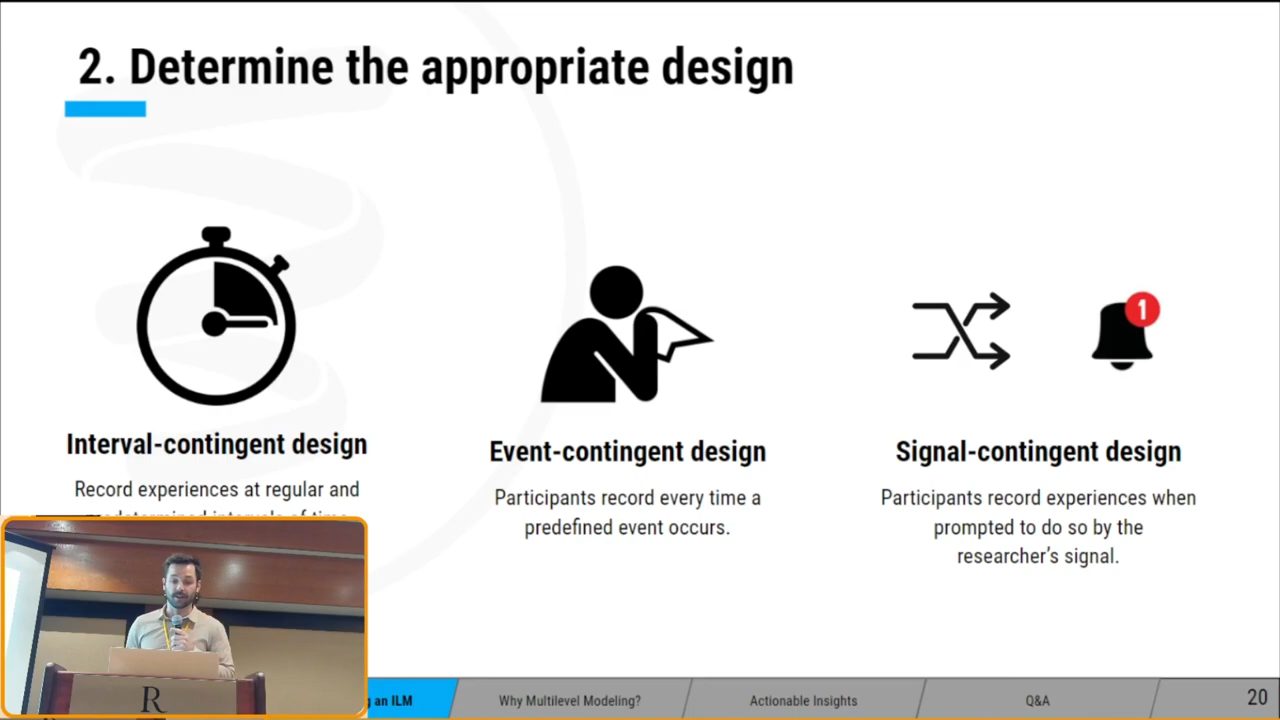 2. Determine the appropriate design
1
Interval-contingent design
Record experiences at regular and
Event-contingent design
Participants record every time a
predefined event occurs.
Signal-contingent design
Participants record experiences when
prompted to do so by the
researcher's signal.
R
an ILM
Why Multilevel Modeling?
Actionable Insights
Q&A
20